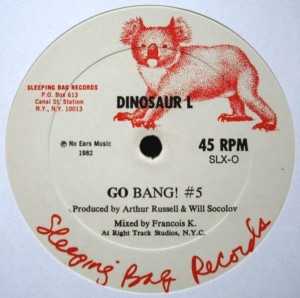 SLEEPING BAG RECORDS
P.O. Box 613
Canal St. Station
N.Y., N.Y. 10013
DINOSAUR L
℗ No Ears Music
1982
45 RPM
SLX-O
GO BANG! #5
Produced by Arthur Russell & Will Socolov
Mixed by Francois K.
At Right Track Studios, N.Y.C.
Sleeping Bag Records